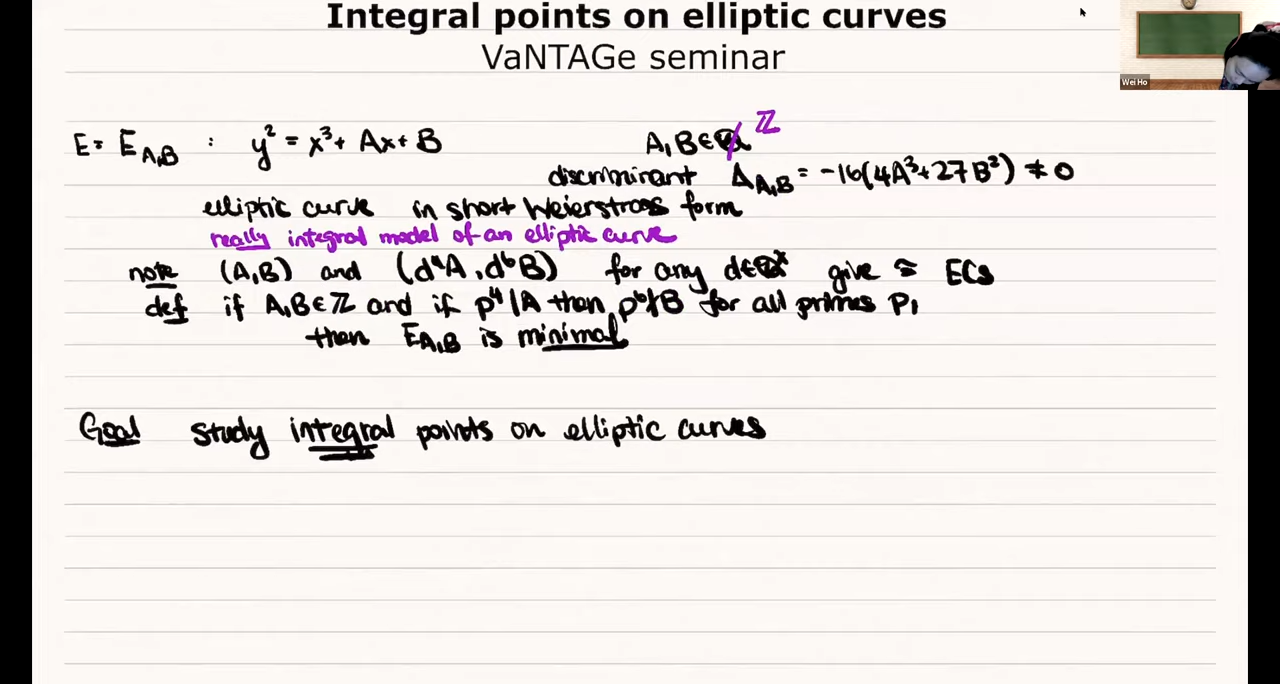 Integral points on elliptic curves
VaNTAGe seminar
Wei Ho
E = E_{A,B} : y² = x³ + Ax + B A, B ∈ ℚ ℤ
discriminant Δ_{A,B} = -16(4A³ + 27B²) ≠ 0
elliptic curve in short Weierstrass form
really integral model of an elliptic curve
note (A,B) and (d⁴A, d⁶B) for any d ∈ ℚ^× give ≅ ECs
def if A,B ∈ ℤ and if p⁴|A then p⁶∤B for all primes p,
then E_{A,B} is minimal
Goal study integral points on elliptic curves